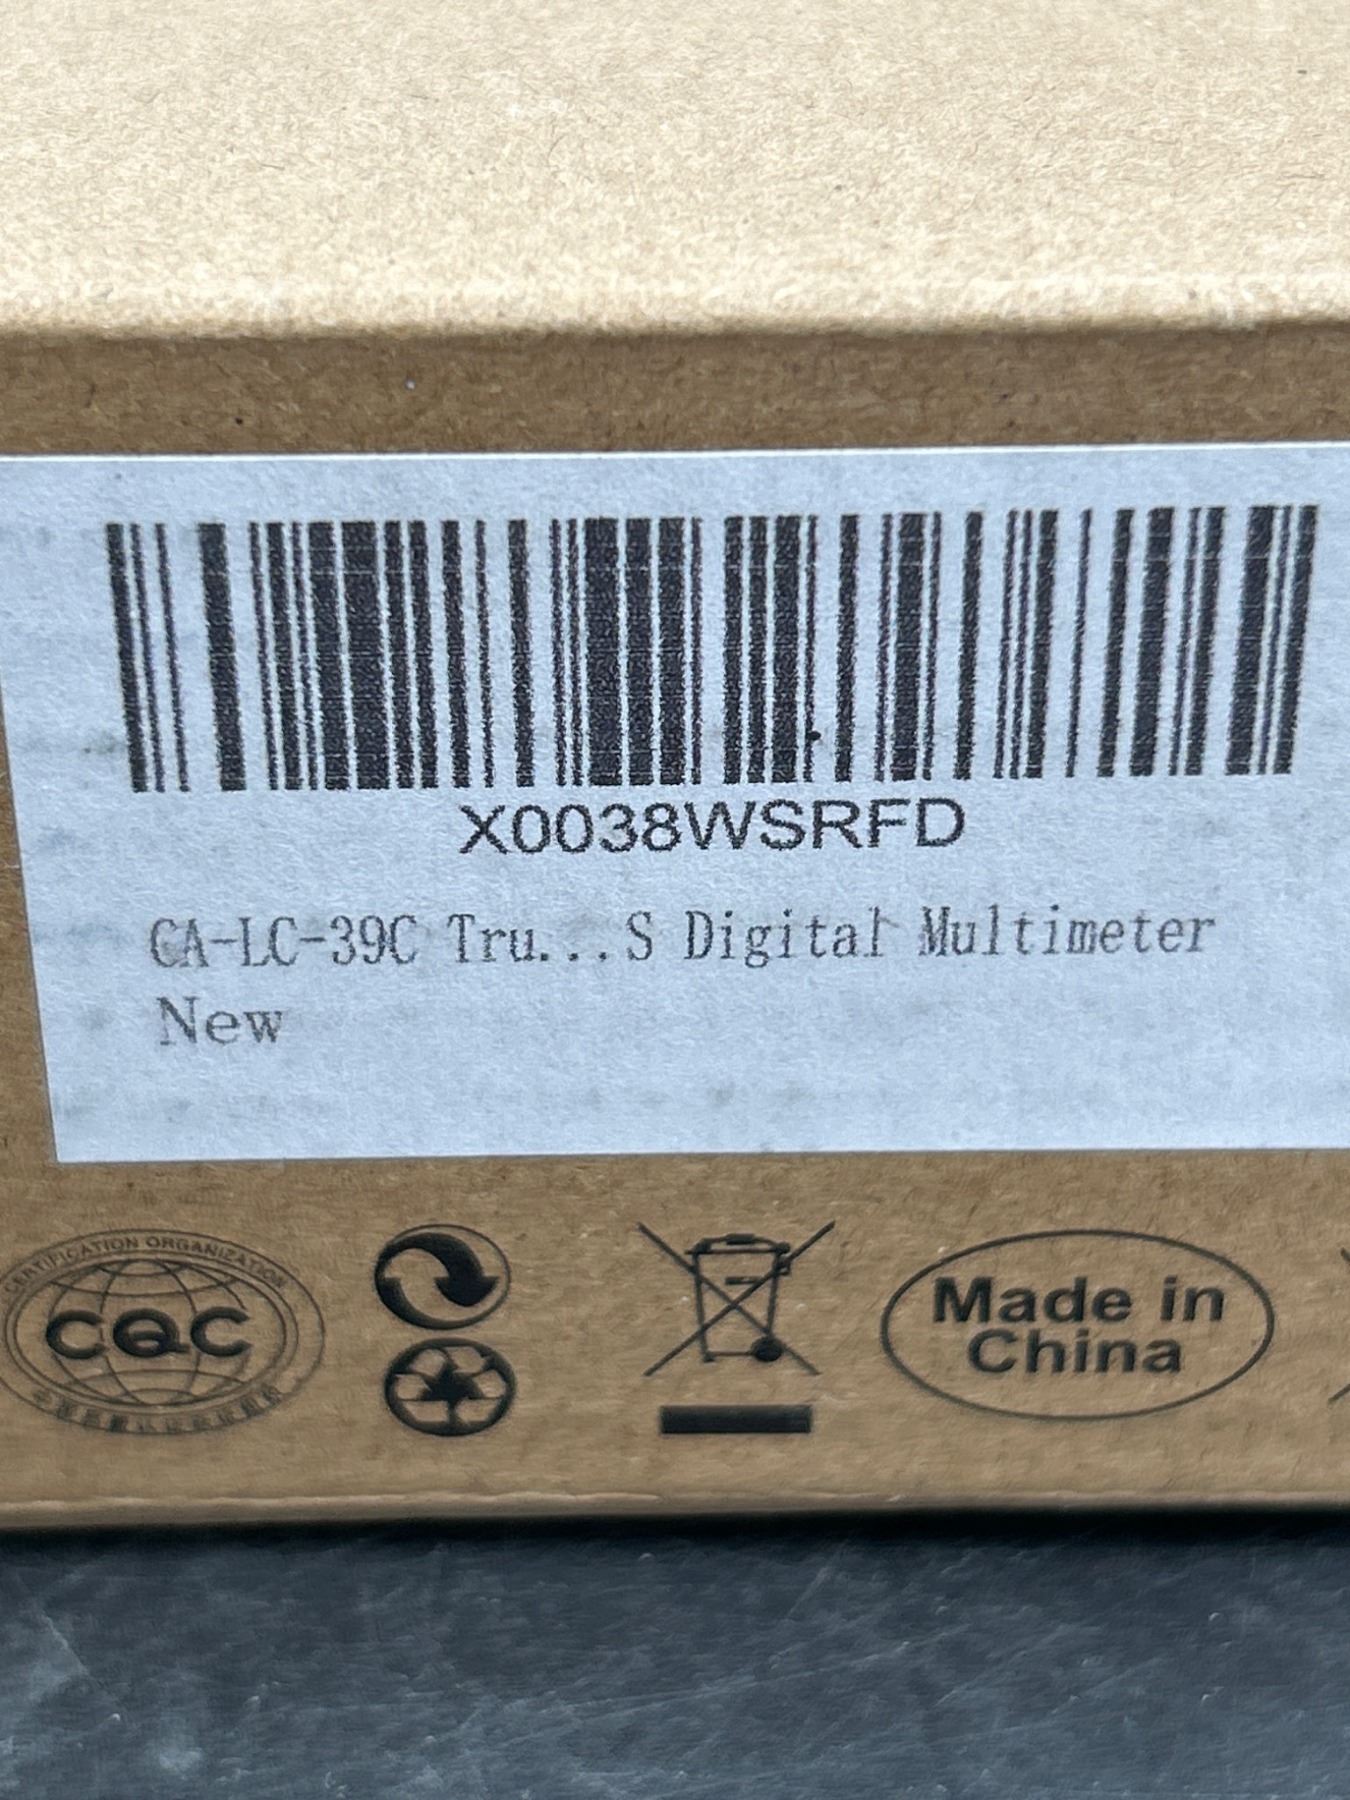 X0038WSRFD
CA-LC-39C Tru...S Digital Multimeter
New
CERTIFICATION ORGANIZATION
CQC
Made in
China